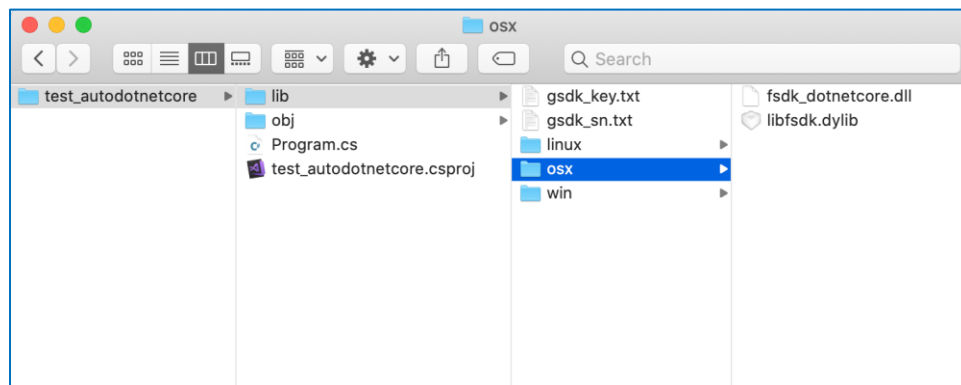 osx
Search
test_autodotnetcore
lib
obj
Program.cs
test_autodotnetcore.csproj
gsdk_key.txt
gsdk_sn.txt
linux
osx
win
fsdk_dotnetcore.dll
libfsdk.dylib